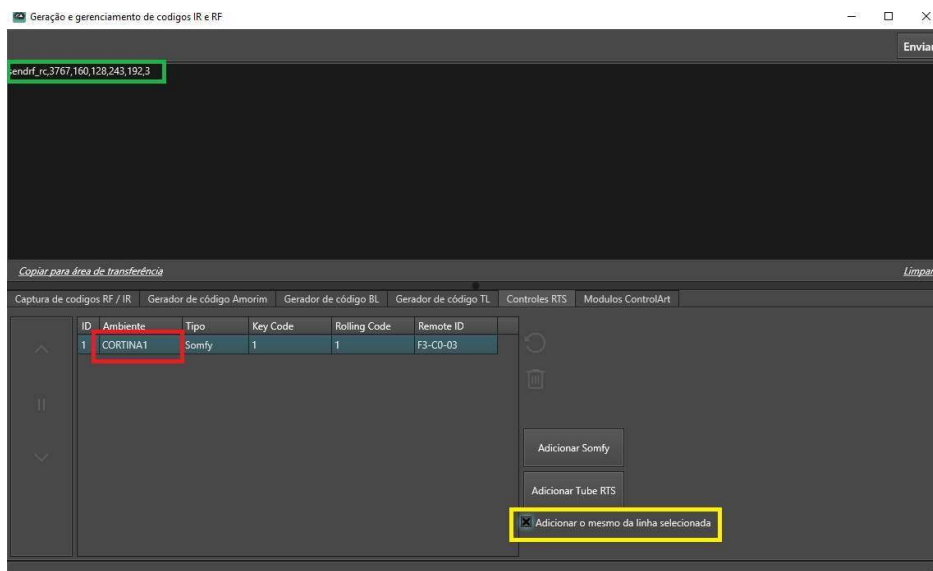 Geração e gerenciamento de codigos IR e RF
Enviar
sendrf_rc,3767,160,128,243,192,3
Copiar para área de transferência
Limpar
Captura de codigos RF / IR Gerador de código Amorim Gerador de código BL Gerador de código TL Controles RTS Modulos ControlArt
ID Ambiente Tipo Key Code Rolling Code Remote ID
1 CORTINA1 Somfy 1 1 F3-C0-03
Adicionar Somfy
Adicionar Tube RTS
Adicionar o mesmo da linha selecionada